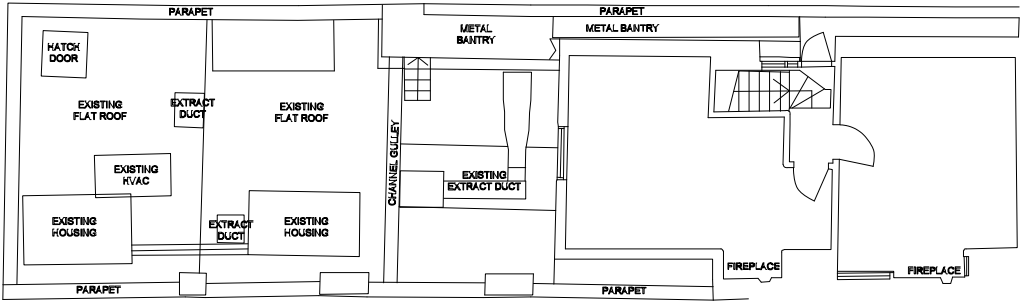 PARAPET
PARAPET
METAL
BANTRY
METAL BANTRY
HATCH
DOOR
EXISTING
FLAT ROOF
EXTRACT
DUCT
EXISTING
FLAT ROOF
CHANNEL GULLEY
EXISTING
HVAC
EXISTING
EXTRACT DUCT
EXISTING
HOUSING
EXTRACT
DUCT
EXISTING
HOUSING
FIREPLACE
FIREPLACE
PARAPET
PARAPET